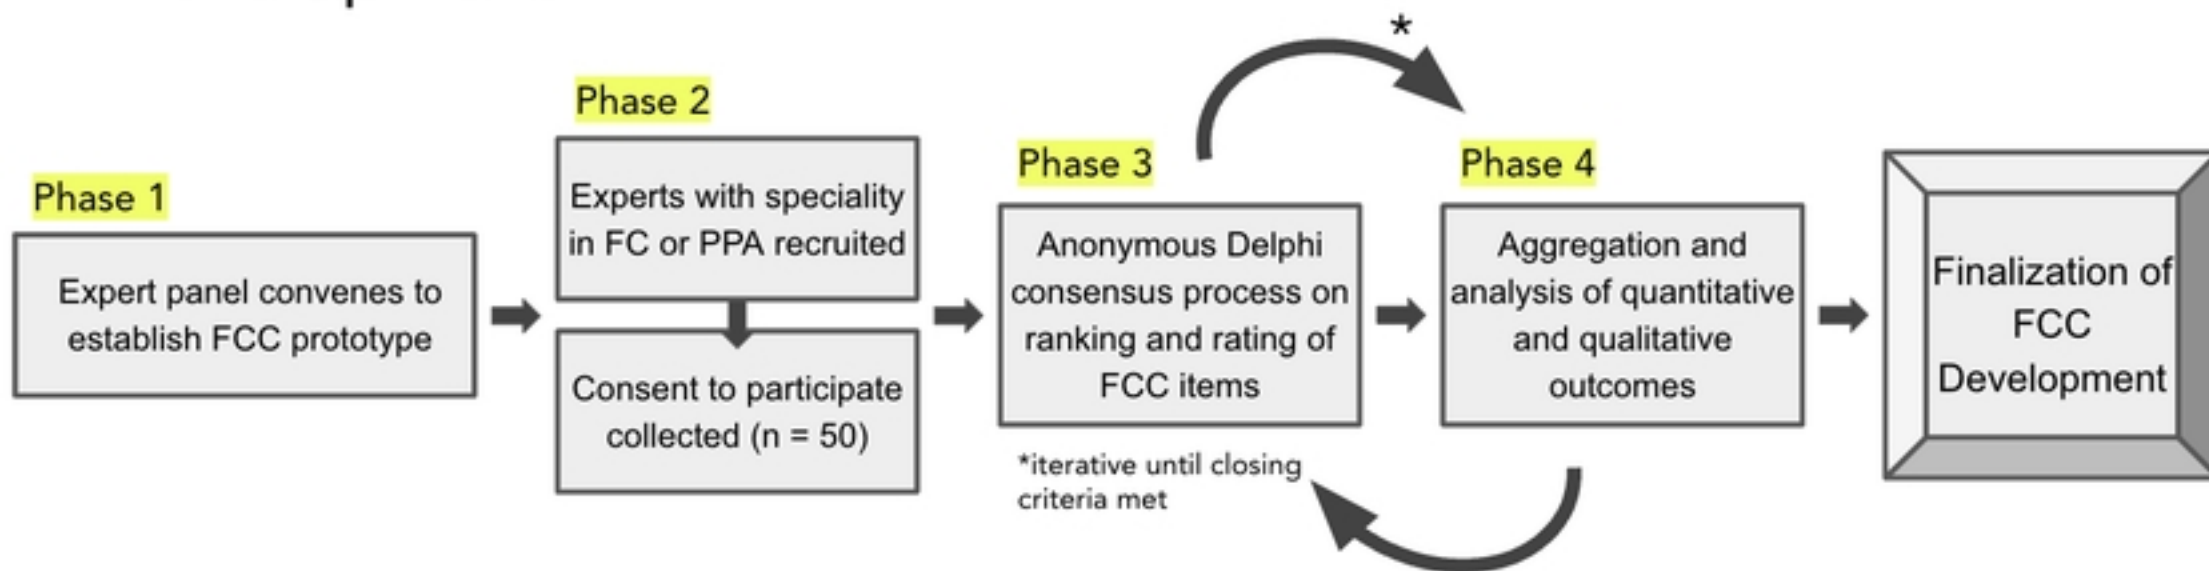 Phase 1
Expert panel convenes to
establish FCC prototype
Phase 2
Experts with speciality
in FC or PPA recruited
Consent to participate
collected (n = 50)
Phase 3
Anonymous Delphi
consensus process on
ranking and rating of
FCC items
*iterative until closing
criteria met
*
Phase 4
Aggregation and
analysis of quantitative
and qualitative
outcomes
Finalization of
FCC
Development